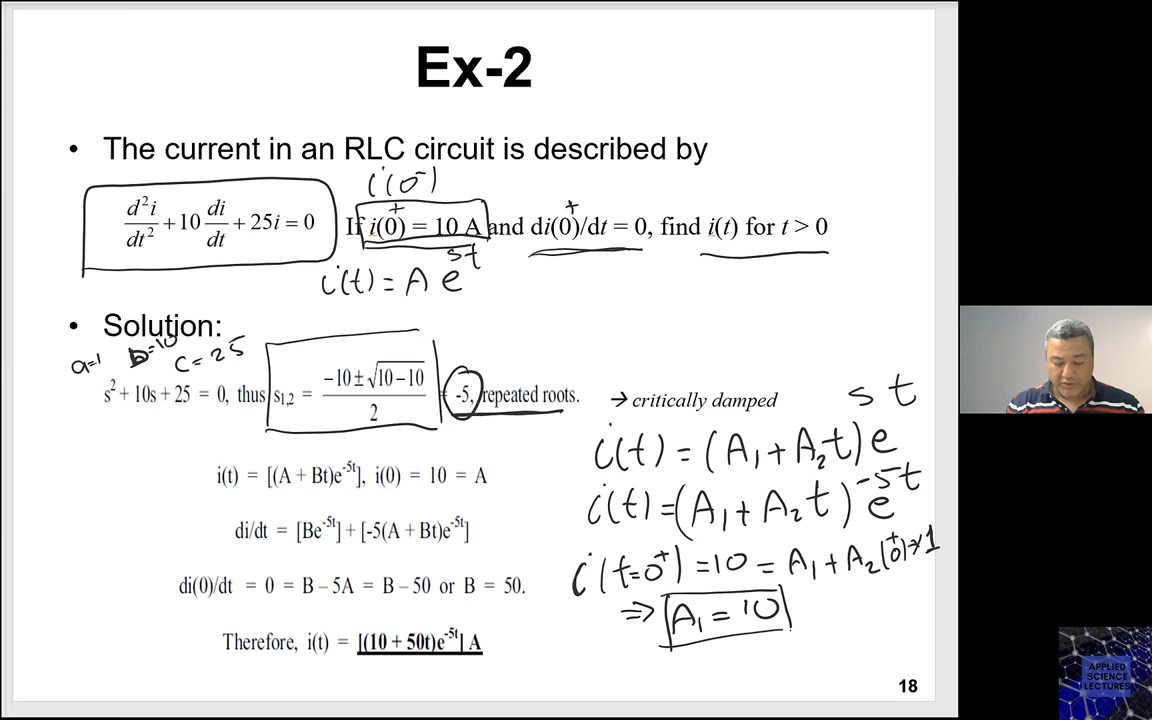 Ex-2
• The current in an RLC circuit is described by
i(0⁻)
d²i/dt² + 10 di/dt + 25i = 0 If i(0⁺) = 10 A and di(0⁺)/dt = 0, find i(t) for t > 0
i(t) = A e^st
• Solution:
a=1 b=10 c=25
s² + 10s + 25 = 0, thus s1,2 = (−10 ± √(10−10))/2 = -5, repeated roots. → critically damped
i(t) = (A₁ + A₂t) e^st
i(t) = [(A + Bt)e^-5t], i(0) = 10 = A
i(t) = (A₁ + A₂t) e^-5t
di/dt = [Be^-5t] + [-5(A + Bt)e^-5t]
i(t=0⁺) = 10 = A₁ + A₂(0⁺)*1
di(0)/dt = 0 = B – 5A = B – 50 or B = 50.
⇒ A₁ = 10
Therefore, i(t) = [(10 + 50t)e^-5t] A
18
APPLIED
SCIENCE
LECTURES